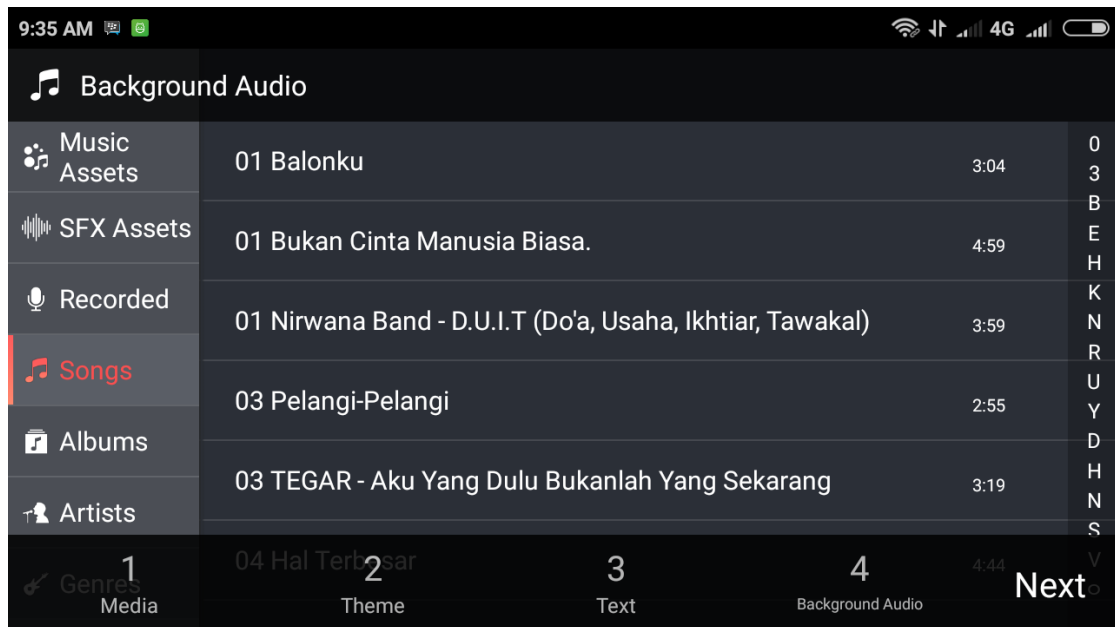 9:35 AM
4G
Background Audio
Music
Assets
SFX Assets
Recorded
Songs
Albums
Artists
Genres
01 Balonku 3:04
01 Bukan Cinta Manusia Biasa. 4:59
01 Nirwana Band - D.U.I.T (Do'a, Usaha, Ikhtiar, Tawakal) 3:59
03 Pelangi-Pelangi 2:55
03 TEGAR - Aku Yang Dulu Bukanlah Yang Sekarang 3:19
04 Hal Terbesar 4:44
0
3
B
E
H
K
N
R
U
Y
D
H
N
S
V
1
Media
2
Theme
3
Text
4
Background Audio
Next